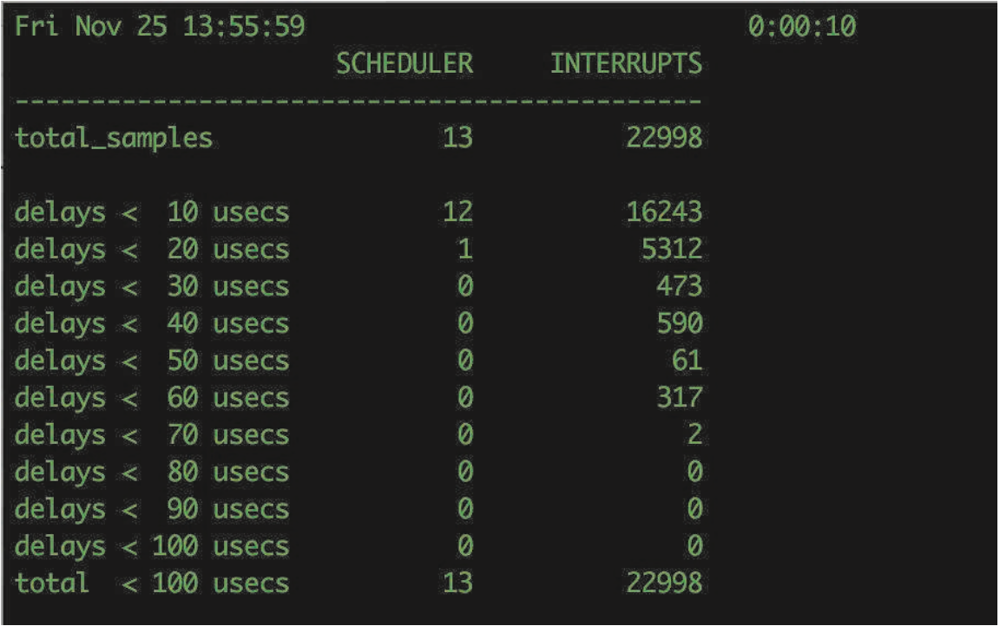 Fri Nov 25 13:55:59                             0:00:10
                     SCHEDULER     INTERRUPTS
---------------------------------------------
total_samples               13          22998
delays <  10 usecs          12          16243
delays <  20 usecs           1           5312
delays <  30 usecs           0            473
delays <  40 usecs           0            590
delays <  50 usecs           0             61
delays <  60 usecs           0            317
delays <  70 usecs           0              2
delays <  80 usecs           0              0
delays <  90 usecs           0              0
delays < 100 usecs           0              0
total  < 100 usecs          13          22998